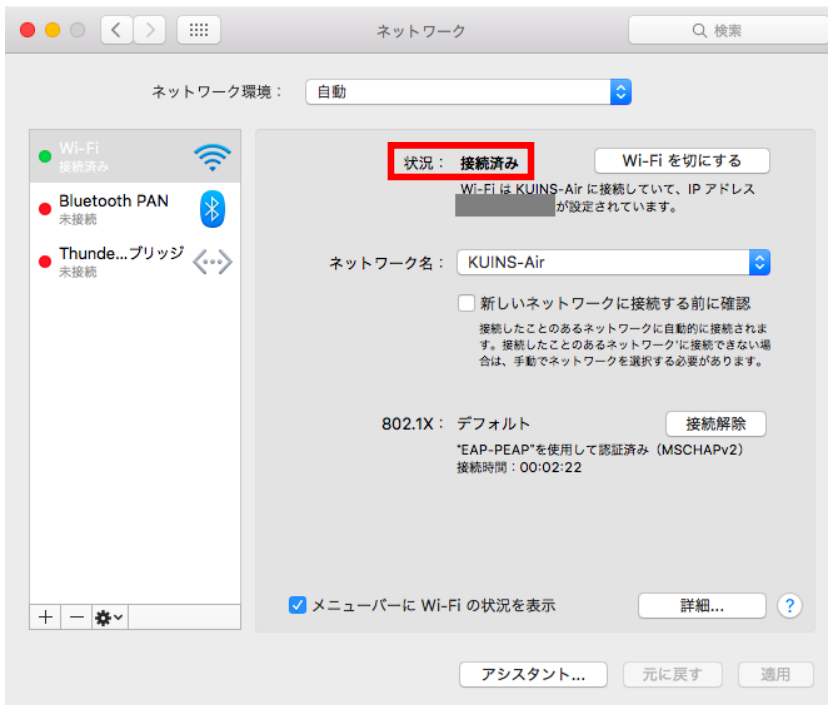 ネットワーク
検索
ネットワーク環境：
自動
Wi-Fi
接続済み
Bluetooth PAN
未接続
Thunde...ブリッジ
未接続
状況： 接続済み
Wi-Fi を切にする
Wi-Fi は KUINS-Air に接続していて、IP アドレス
が設定されています。
ネットワーク名：
KUINS-Air
新しいネットワークに接続する前に確認
接続したことのあるネットワークに自動的に接続されま
す。接続したことのあるネットワークに接続できない場
合は、手動でネットワークを選択する必要があります。
802.1X： デフォルト
接続解除
“EAP-PEAP”を使用して認証済み（MSCHAPv2）
接続時間：00:02:22
メニューバーに Wi-Fi の状況を表示
詳細...
?
アシスタント...
元に戻す
適用